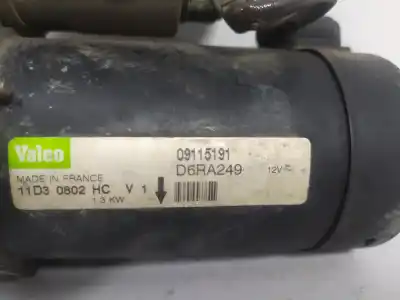 Valeo
09115191
MADE IN FRANCE
D6RA249
12V
11D3 0802 HC V 1
1.3 KW